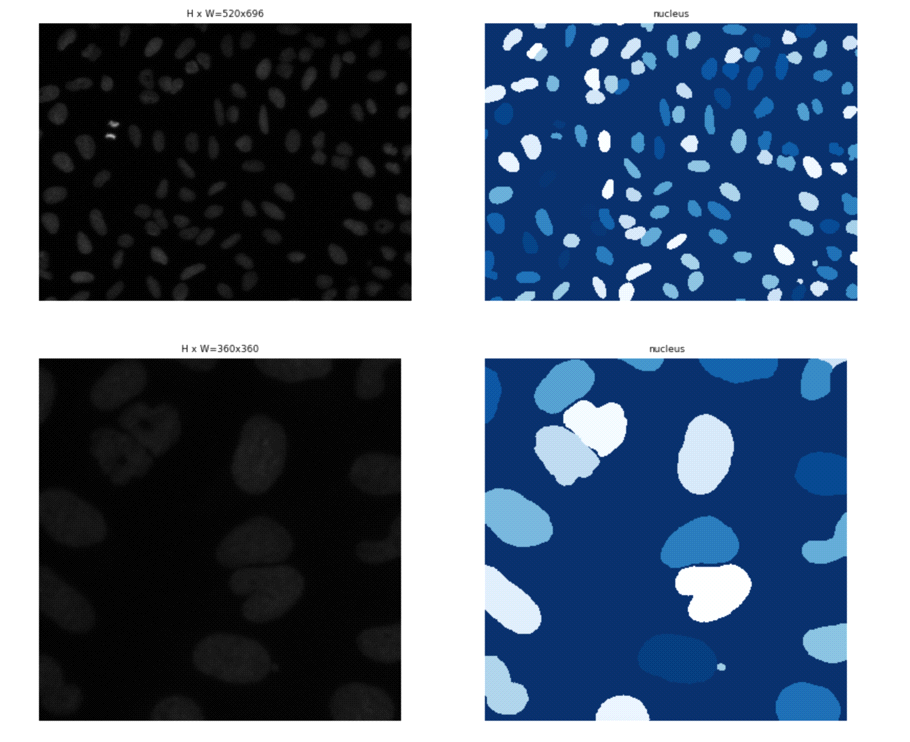 H x W=520x696
nucleus
H x W=360x360
nucleus